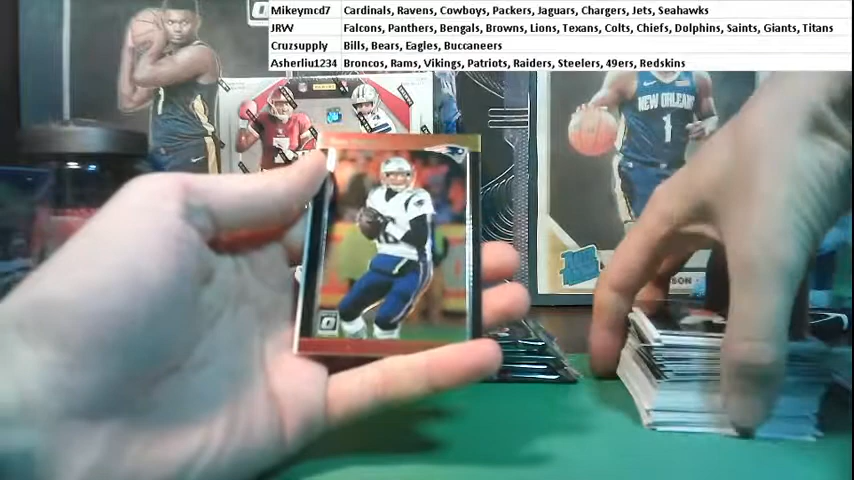 Mikeymcd7 Cardinals, Ravens, Cowboys, Packers, Jaguars, Chargers, Jets, Seahawks
JRW Falcons, Panthers, Bengals, Browns, Lions, Texans, Colts, Chiefs, Dolphins, Saints, Giants, Titans
Cruzsupply Bills, Bears, Eagles, Buccaneers
Asherliu1234 Broncos, Rams, Vikings, Patriots, Raiders, Steelers, 49ers, Redskins
NEW ORLEANS
1